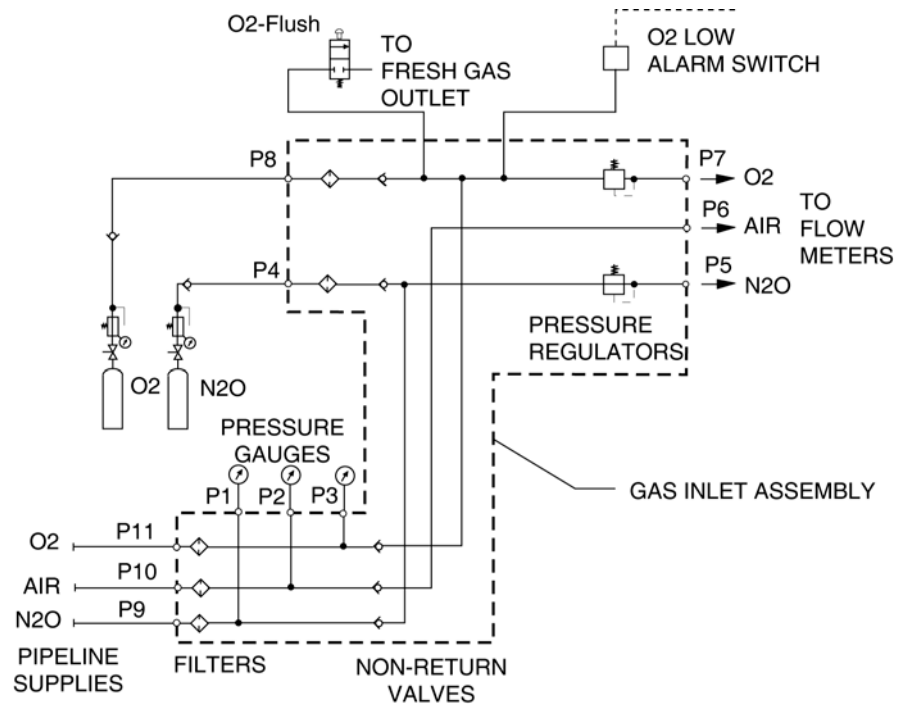 O2-Flush
TO
FRESH GAS
OUTLET
O2 LOW
ALARM SWITCH
P8
P7
O2
P6
AIR
TO
FLOW
METERS
P4
P5
N2O
PRESSURE
REGULATORS
O2
N2O
PRESSURE
GAUGES
P1
P2
P3
GAS INLET ASSEMBLY
O2
P11
AIR
P10
N2O
P9
PIPELINE
SUPPLIES
FILTERS
NON-RETURN
VALVES